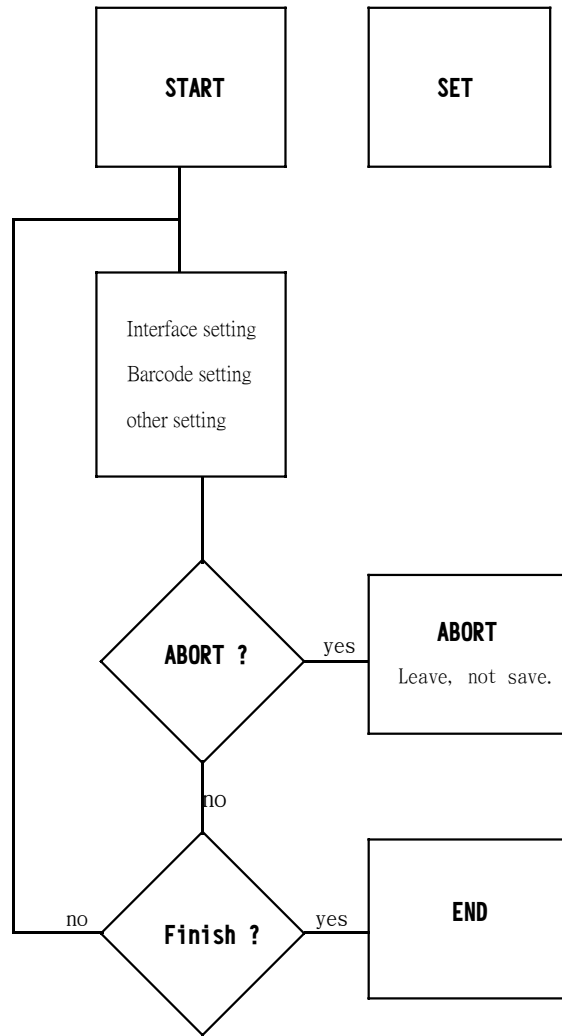 START
SET
Interface setting
Barcode setting
other setting
ABORT ?
yes
ABORT
Leave, not save.
no
no
Finish ?
yes
END